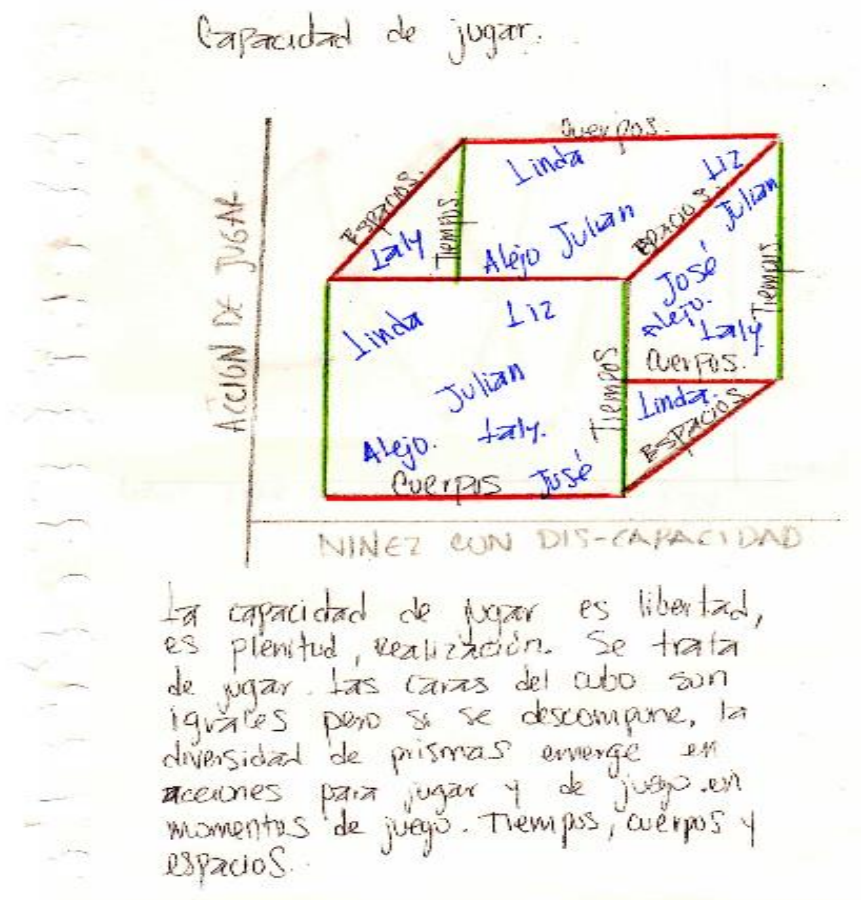 Capacidad de jugar.
Cuerpos.
Linda
Liz
Espacios.
Tiempos.
Laly
Alejo Julian
Espacios.
Julian
José
Alejo.
Laly
Tiempos
Cuerpos.
Linda.
Espacios
ACCION DE JUGAR
Linda
Liz
Julian
Alejo. Laly.
José
Cuerpos
Tiempos
NIÑEZ CON DIS-CAPACIDAD
La capacidad de jugar es libertad,
es plenitud, realización. Se trata
de jugar. Las caras del cubo son
iguales pero si se descompone, la
diversidad de prismas emerge en
acciones para jugar y de juego en
momentos de juego. Tiempos, cuerpos y
espacios.